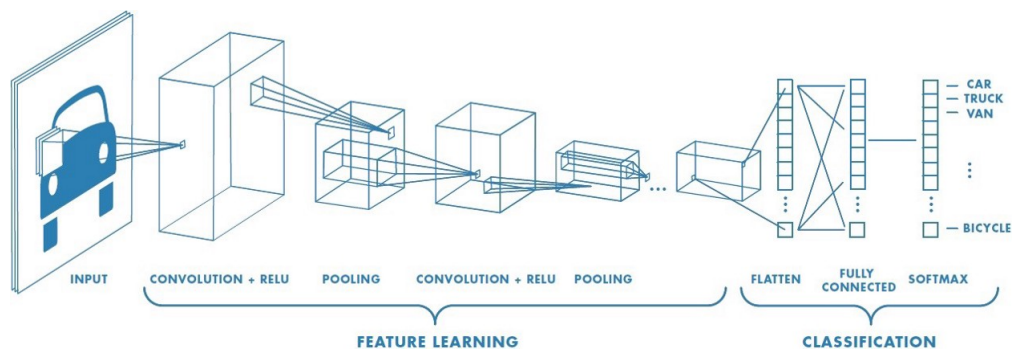 CAR
TRUCK
VAN
BICYCLE
INPUT
CONVOLUTION + RELU
POOLING
CONVOLUTION + RELU
POOLING
FLATTEN
FULLY
CONNECTED
SOFTMAX
FEATURE LEARNING
CLASSIFICATION